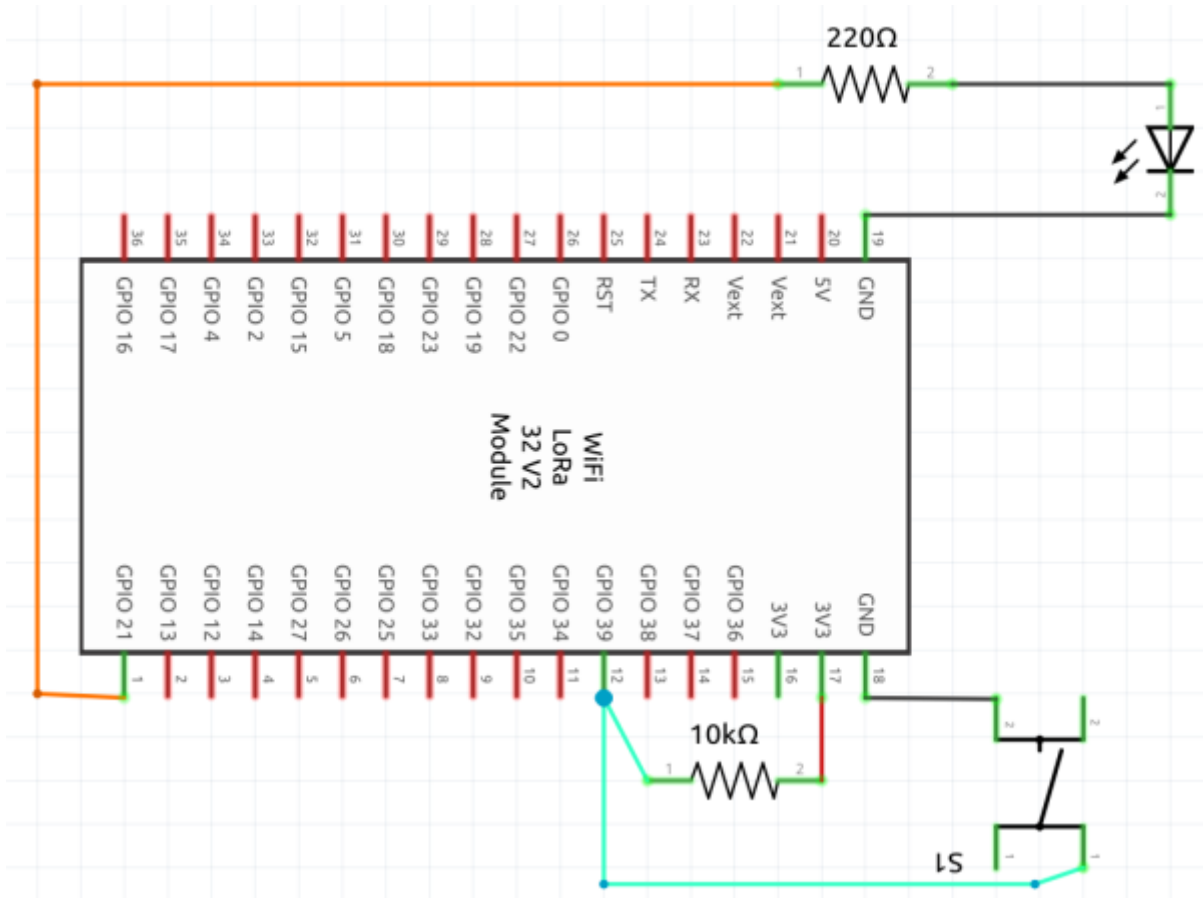 220Ω
1 2
1
2
36 35 34 33 32 31 30 29 28 27 26 25 24 23 22 21 20 19
GPIO 16
GPIO 17
GPIO 4
GPIO 2
GPIO 15
GPIO 5
GPIO 18
GPIO 23
GPIO 19
GPIO 22
GPIO 0
RST
TX
RX
Vext
Vext
5V
GND
WiFi
LoRa
32 V2
Module
GPIO 21
GPIO 13
GPIO 12
GPIO 14
GPIO 27
GPIO 26
GPIO 25
GPIO 33
GPIO 32
GPIO 35
GPIO 34
GPIO 39
GPIO 38
GPIO 37
GPIO 36
3V3
3V3
GND
1 2 3 4 5 6 7 8 9 10 11 12 13 14 15 16 17 18
2 2
10kΩ
1 2
S1
1 1